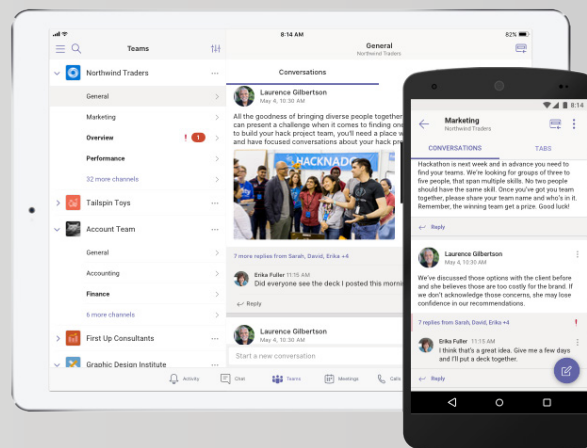 8:14 AM
82%
Teams
General
Northwind Traders
Northwind Traders
...
General
Marketing
Overview
! 1
Performance
32 more channels
Tailspin Toys
...
Account Team
...
General
Accounting
Finance
6 more channels
First Up Consultants
...
Graphic Design Institute
...
Conversations
Laurence Gilbertson
May 4, 10:30 AM
All the goodness of bringing diverse people together
can present a challenge when it comes to finding one
to build your hack project team, you'll need a place w
and have focused conversations about your hack pr
HACKNADO
7 more replies from Sarah, David, Erika +4
Erika Fuller 11:15 AM
Did everyone see the deck I posted this morni
Reply
Laurence Gilbertson
May 4, 10:30 AM
Start a new conversation
Activity
Chat
Teams
Meetings
Calls
8:14
Marketing
Northwind Traders
CONVERSATIONS
TABS
Hackathon is next week and in advance you need to
find your teams. We're looking for groups of three to
five people, that span multiple skills. No two people
should have the same skill. Once you've got you team
together, please share your team name and who's in it.
Remember, the winning team get a prize. Good luck!
Reply
Laurence Gilbertson
May 4, 10:30 AM
We've discussed those options with the client before
and she believes those are too costly for the brand. If
we don't acknowledge those concerns, she may lose
confidence in our recommendations.
7 replies from Sarah, David, Erika +4
!
Erika Fuller 11:15 AM
I think that's a great idea. Give me a few days
and I'll put a deck together.
Reply